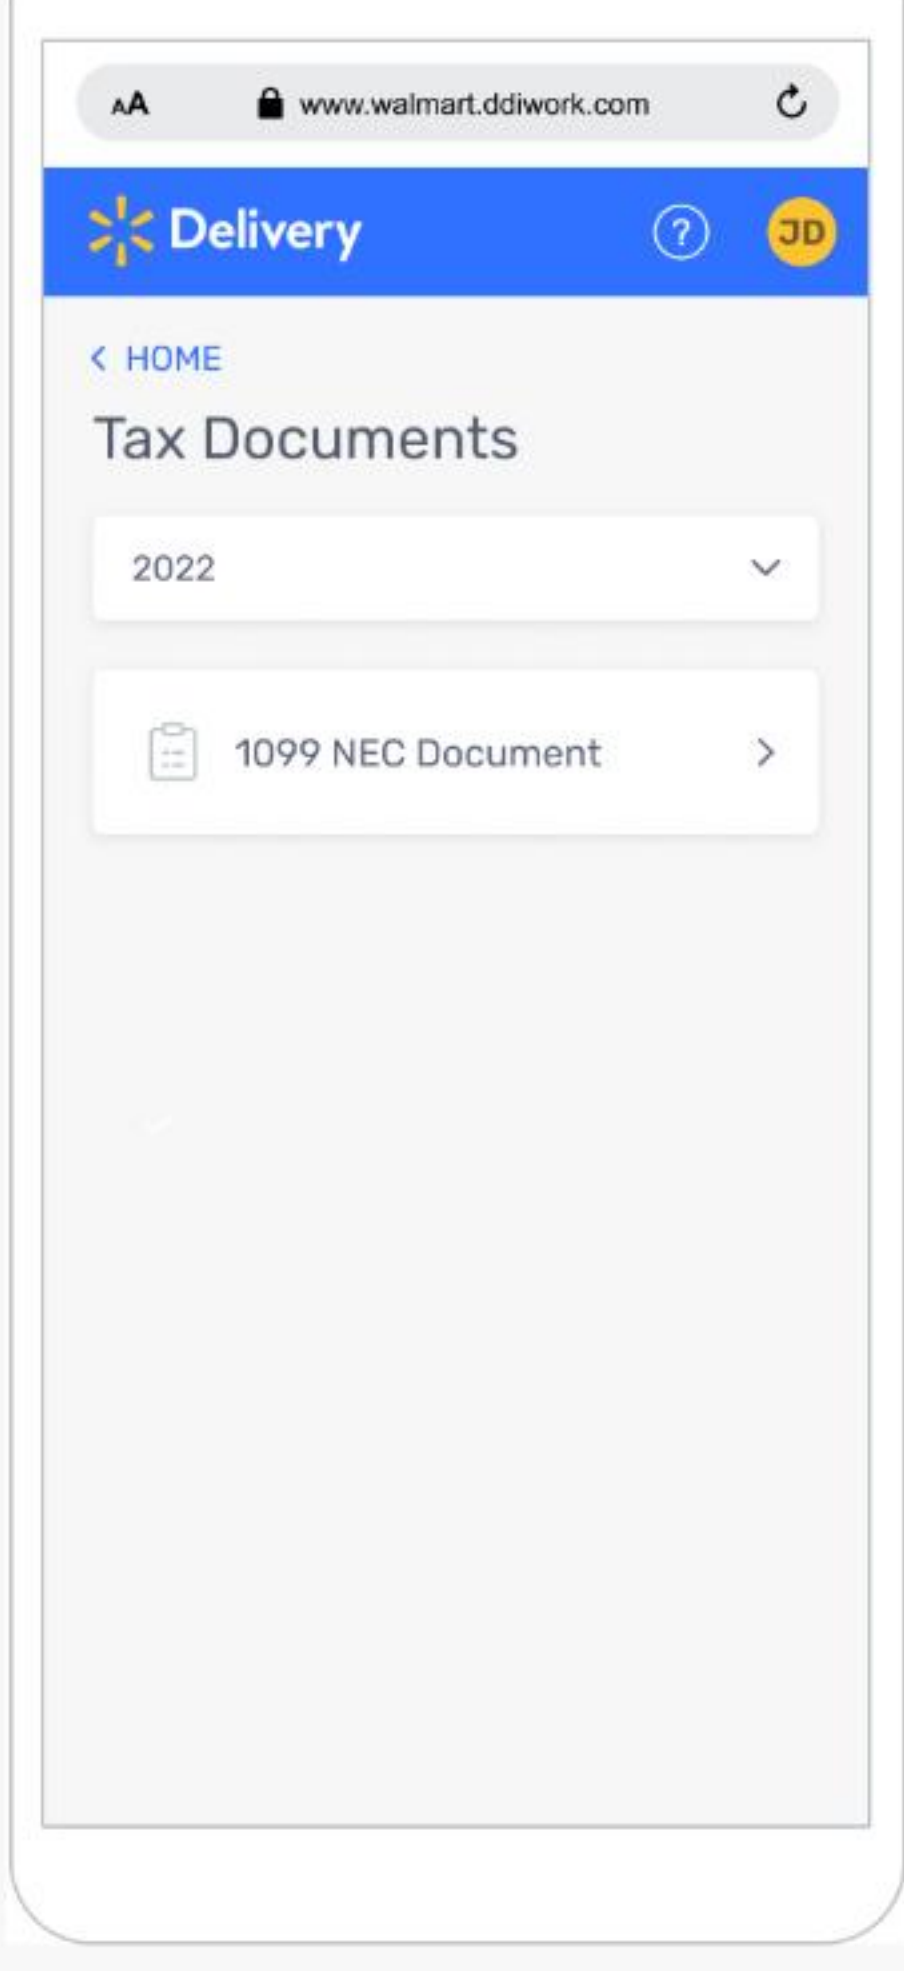 AA www.walmart.ddiwork.com
Delivery ? JD
< HOME
Tax Documents
2022
1099 NEC Document >